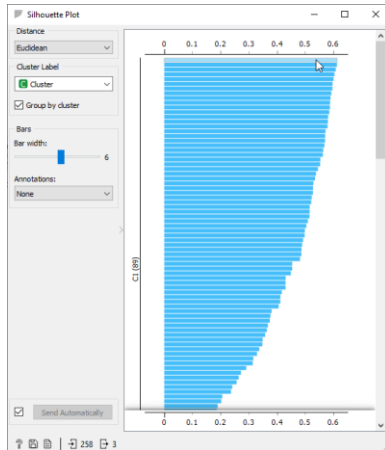 Silhouette Plot
Distance
Euclidean
Cluster Label
C Cluster
Group by cluster
Bars
Bar width:
6
Annotations:
None
Send Automatically
? 258 3
0 0.1 0.2 0.3 0.4 0.5 0.6
C1 (89)
0 0.1 0.2 0.3 0.4 0.5 0.6